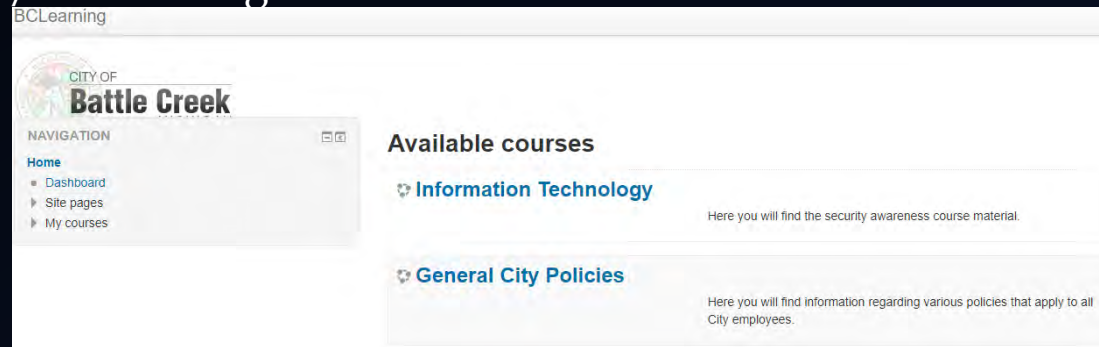 BCLearning
CITY OF
Battle Creek
NAVIGATION
Home
Dashboard
Site pages
My courses
Available courses
Information Technology
Here you will find the security awareness course material.
General City Policies
Here you will find information regarding various policies that apply to all
City employees.